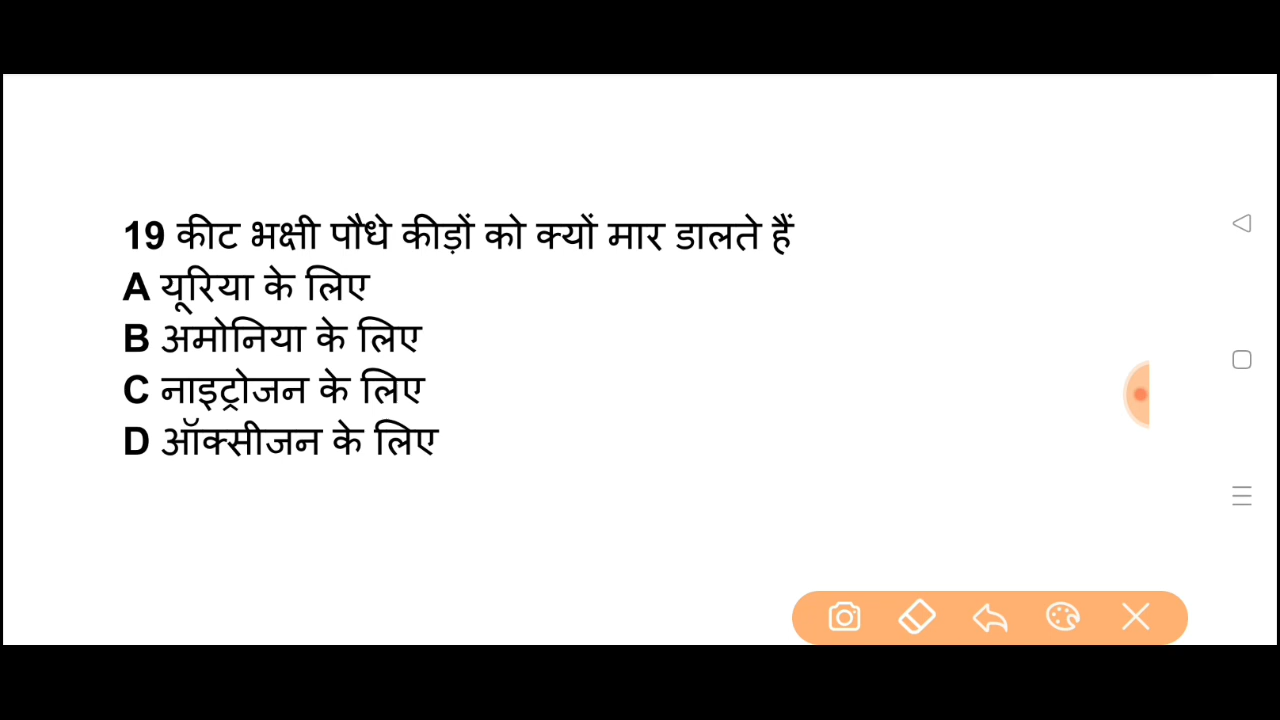 19 कीट भक्षी पौधे कीड़ों को क्यों मार डालते हैं
A यूरिया के लिए
B अमोनिया के लिए
C नाइट्रोजन के लिए
D ऑक्सीजन के लिए